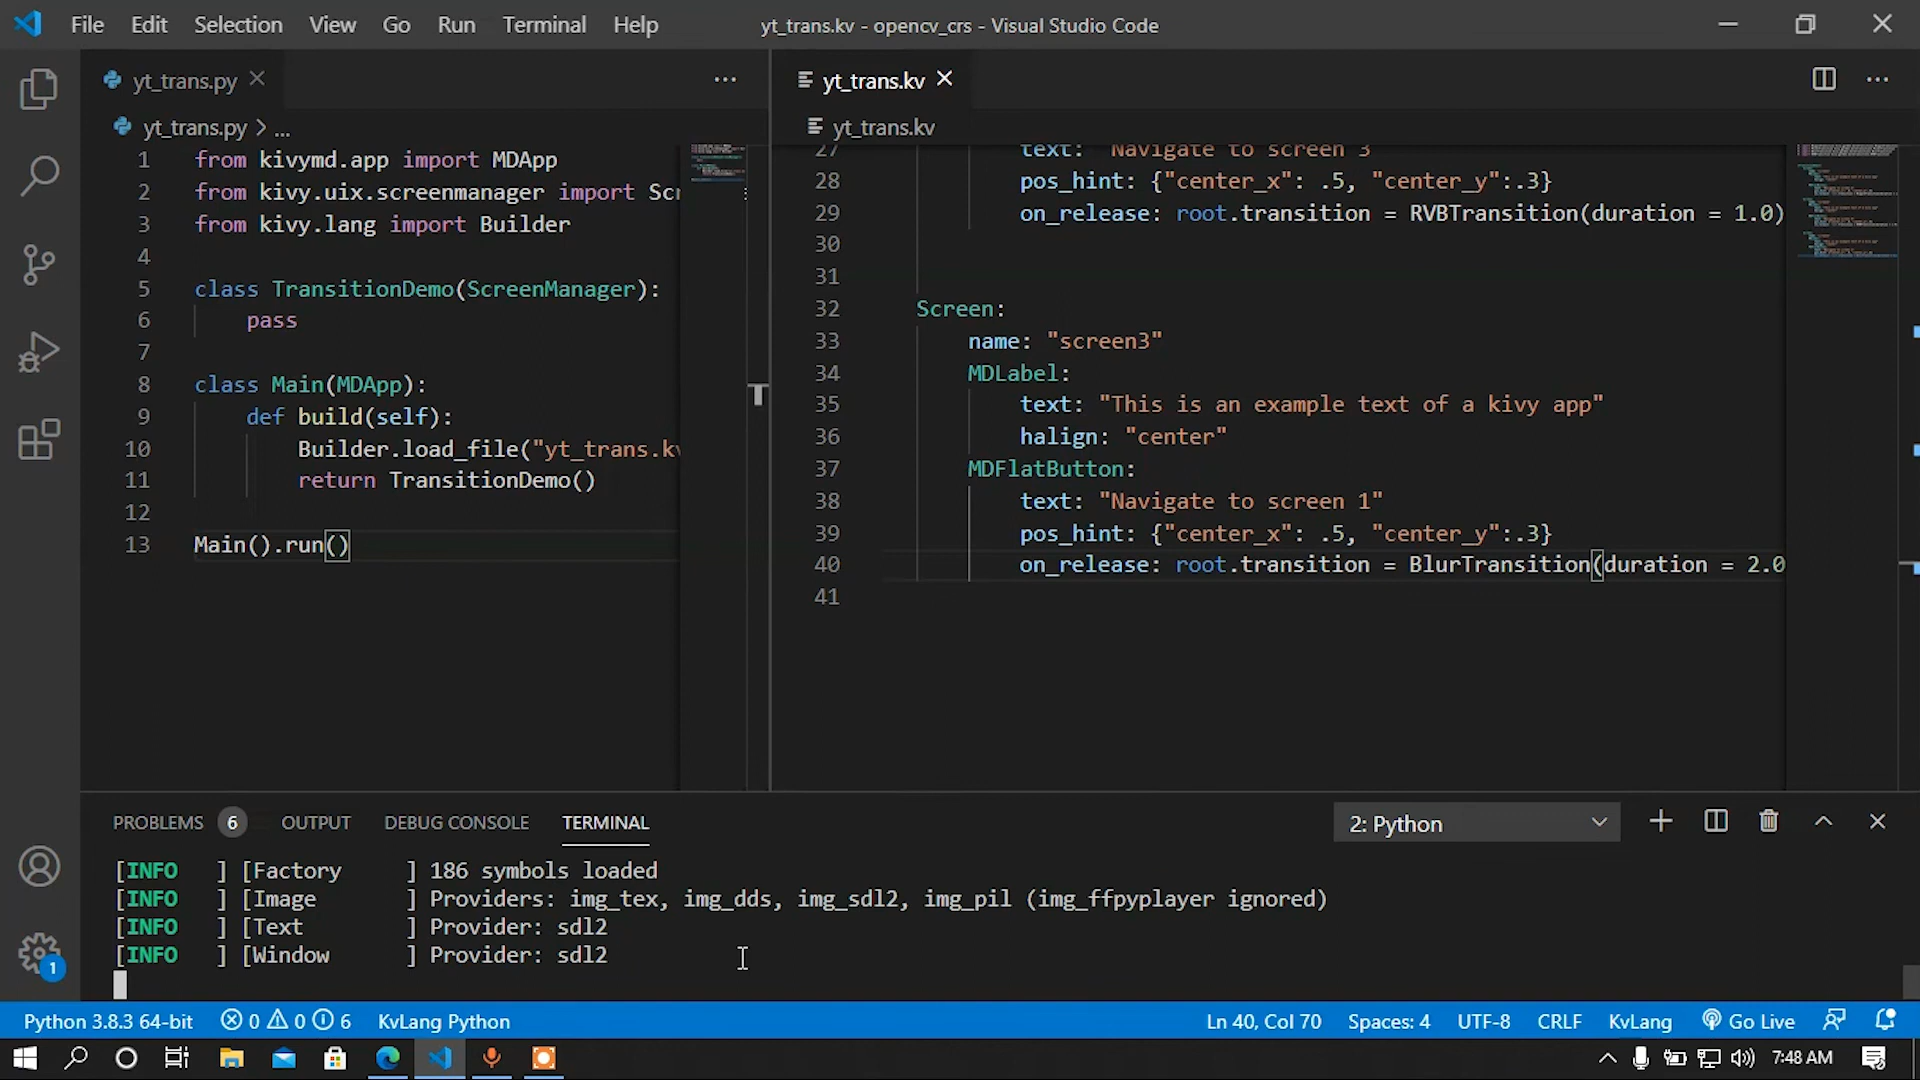 File Edit Selection View Go Run Terminal Help yt_trans.kv - opencv_crs - Visual Studio Code
yt_trans.py
yt_trans.py > ...
1 from kivymd.app import MDApp
2 from kivy.uix.screenmanager import Scr
3 from kivy.lang import Builder
4
5 class TransitionDemo(ScreenManager):
6 pass
7
8 class Main(MDApp):
9 def build(self):
10 Builder.load_file("yt_trans.kv
11 return TransitionDemo()
12
13 Main().run()
yt_trans.kv
yt_trans.kv
27 text: "Navigate to screen 3
28 pos_hint: {"center_x": .5, "center_y":.3}
29 on_release: root.transition = RVBTransition(duration = 1.0)
30
31
32 Screen:
33 name: "screen3"
34 MDLabel:
35 text: "This is an example text of a kivy app"
36 halign: "center"
37 MDFlatButton:
38 text: "Navigate to screen 1"
39 pos_hint: {"center_x": .5, "center_y":.3}
40 on_release: root.transition = BlurTransition(duration = 2.0
41
PROBLEMS 6 OUTPUT DEBUG CONSOLE TERMINAL 2: Python
[INFO ] [Factory ] 186 symbols loaded
[INFO ] [Image ] Providers: img_tex, img_dds, img_sdl2, img_pil (img_ffpyplayer ignored)
[INFO ] [Text ] Provider: sdl2
[INFO ] [Window ] Provider: sdl2
1
Python 3.8.3 64-bit 0 0 6 KvLang Python Ln 40, Col 70 Spaces: 4 UTF-8 CRLF KvLang Go Live
7:48 AM